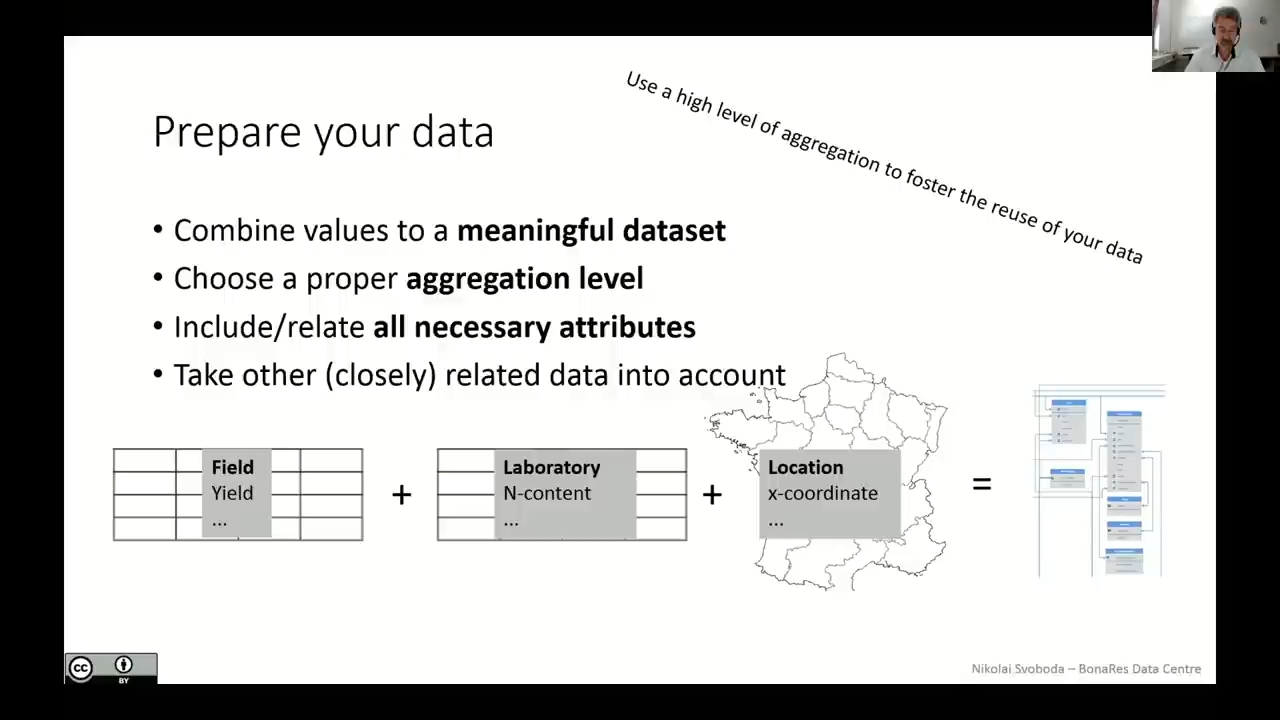 Use a high level of aggregation to foster the reuse of your data
Prepare your data
• Combine values to a meaningful dataset
• Choose a proper aggregation level
• Include/relate all necessary attributes
• Take other (closely) related data into account
Field
Yield
...
+
Laboratory
N-content
...
+
Location
x-coordinate
...
=
cc
BY
Nikolai Svoboda – BonaRes Data Centre